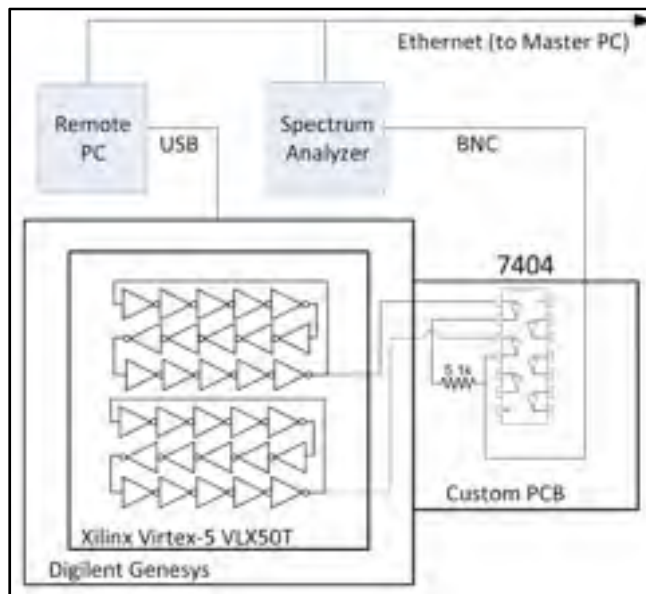 Ethernet (to Master PC)
Remote
PC
USB
Spectrum
Analyzer
BNC
7404
5.1k
Custom PCB
Xilinx Virtex-5 VLX50T
Digilent Genesys